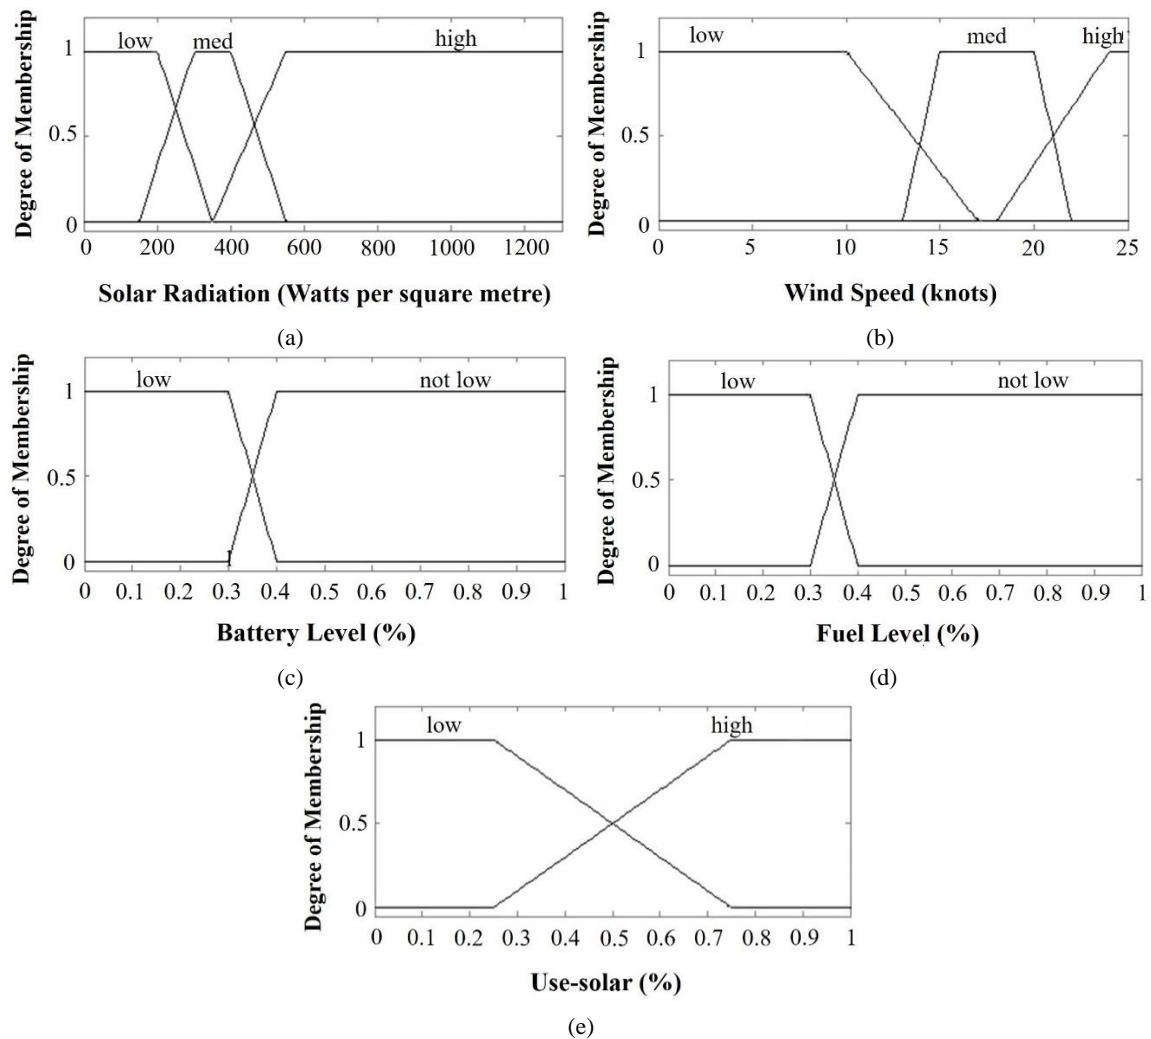 low med high
1
0.5
0
Degree of Membership
0 200 400 600 800 1000 1200
Solar Radiation (Watts per square metre)
(a)
low med high
1
0.5
0
Degree of Membership
0 5 10 15 20 25
Wind Speed (knots)
(b)
low not low
1
0.5
0
Degree of Membership
0 0.1 0.2 0.3 0.4 0.5 0.6 0.7 0.8 0.9 1
Battery Level (%)
(c)
low not low
1
0.5
0
Degree of Membership
0 0.1 0.2 0.3 0.4 0.5 0.6 0.7 0.8 0.9 1
Fuel Level (%)
(d)
low high
1
0.5
0
Degree of Membership
0 0.1 0.2 0.3 0.4 0.5 0.6 0.7 0.8 0.9 1
Use-solar (%)
(e)